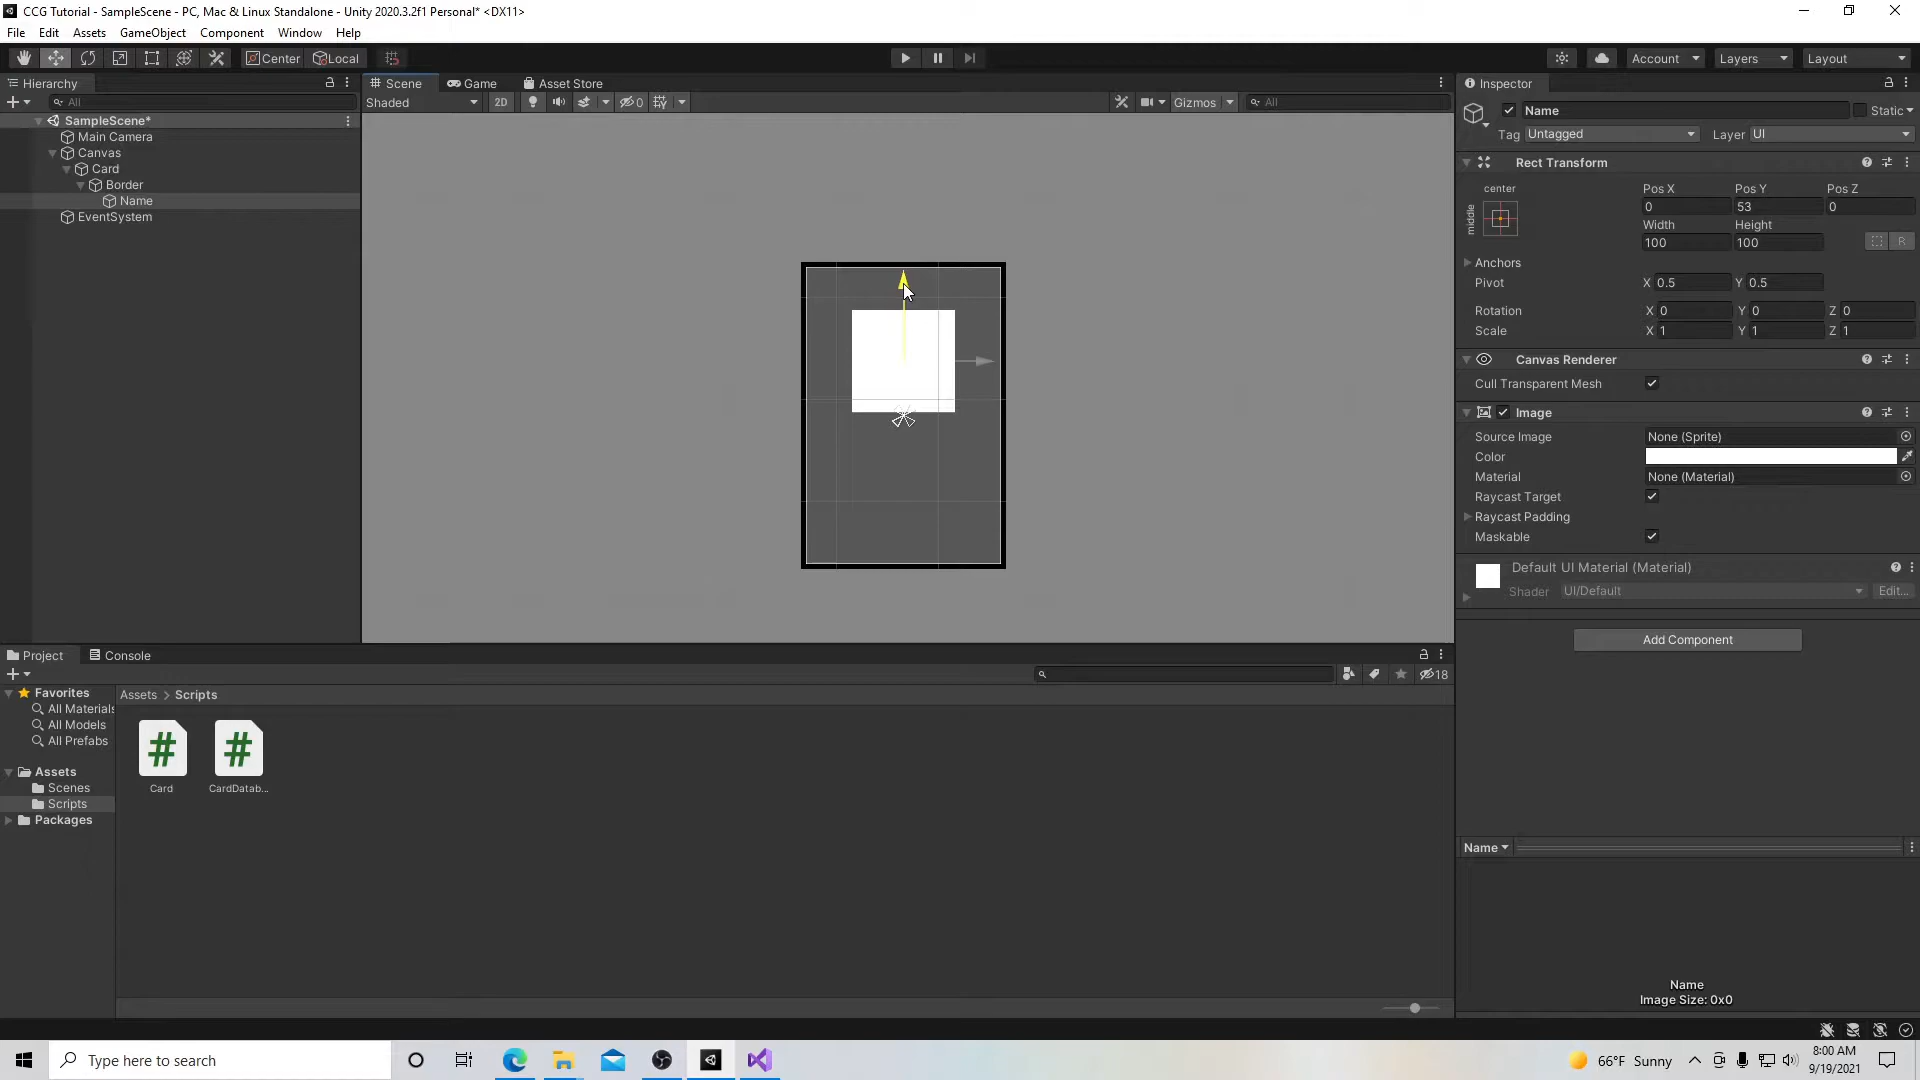 CCG Tutorial - SampleScene - PC, Mac & Linux Standalone - Unity 2020.3.2f1 Personal* <DX11>
File Edit Assets GameObject Component Window Help
Center Local
Account Layers Layout
Hierarchy
All
SampleScene*
Main Camera
Canvas
Card
Border
Name
EventSystem
Scene Game Asset Store
Shaded 2D 0 Gizmos All
Inspector
Name Static
Tag Untagged Layer UI
Rect Transform
center
middle
Pos X Pos Y Pos Z
0 53 0
Width Height
100 100
R
Anchors
Pivot X 0.5 Y 0.5
Rotation X 0 Y 0 Z 0
Scale X 1 Y 1 Z 1
Canvas Renderer
Cull Transparent Mesh
Image
Source Image None (Sprite)
Color
Material None (Material)
Raycast Target
Raycast Padding
Maskable
Default UI Material (Material)
Shader UI/Default Edit...
Add Component
Name
Name
Image Size: 0x0
Project Console
18
Favorites
All Materials
All Models
All Prefabs
Assets
Scenes
Scripts
Packages
Assets > Scripts
#
#
Card CardDatab...
Type here to search
66°F Sunny
8:00 AM
9/19/2021